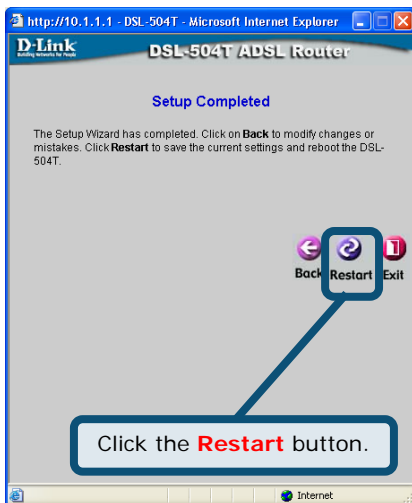 http://10.1.1.1 - DSL-504T - Microsoft Internet Explorer
D-Link
Building Networks for People
DSL-504T ADSL Router
Setup Completed
The Setup Wizard has completed. Click on Back to modify changes or
mistakes. Click Restart to save the current settings and reboot the DSL-
504T.
Back Restart Exit
Click the Restart button.
Internet